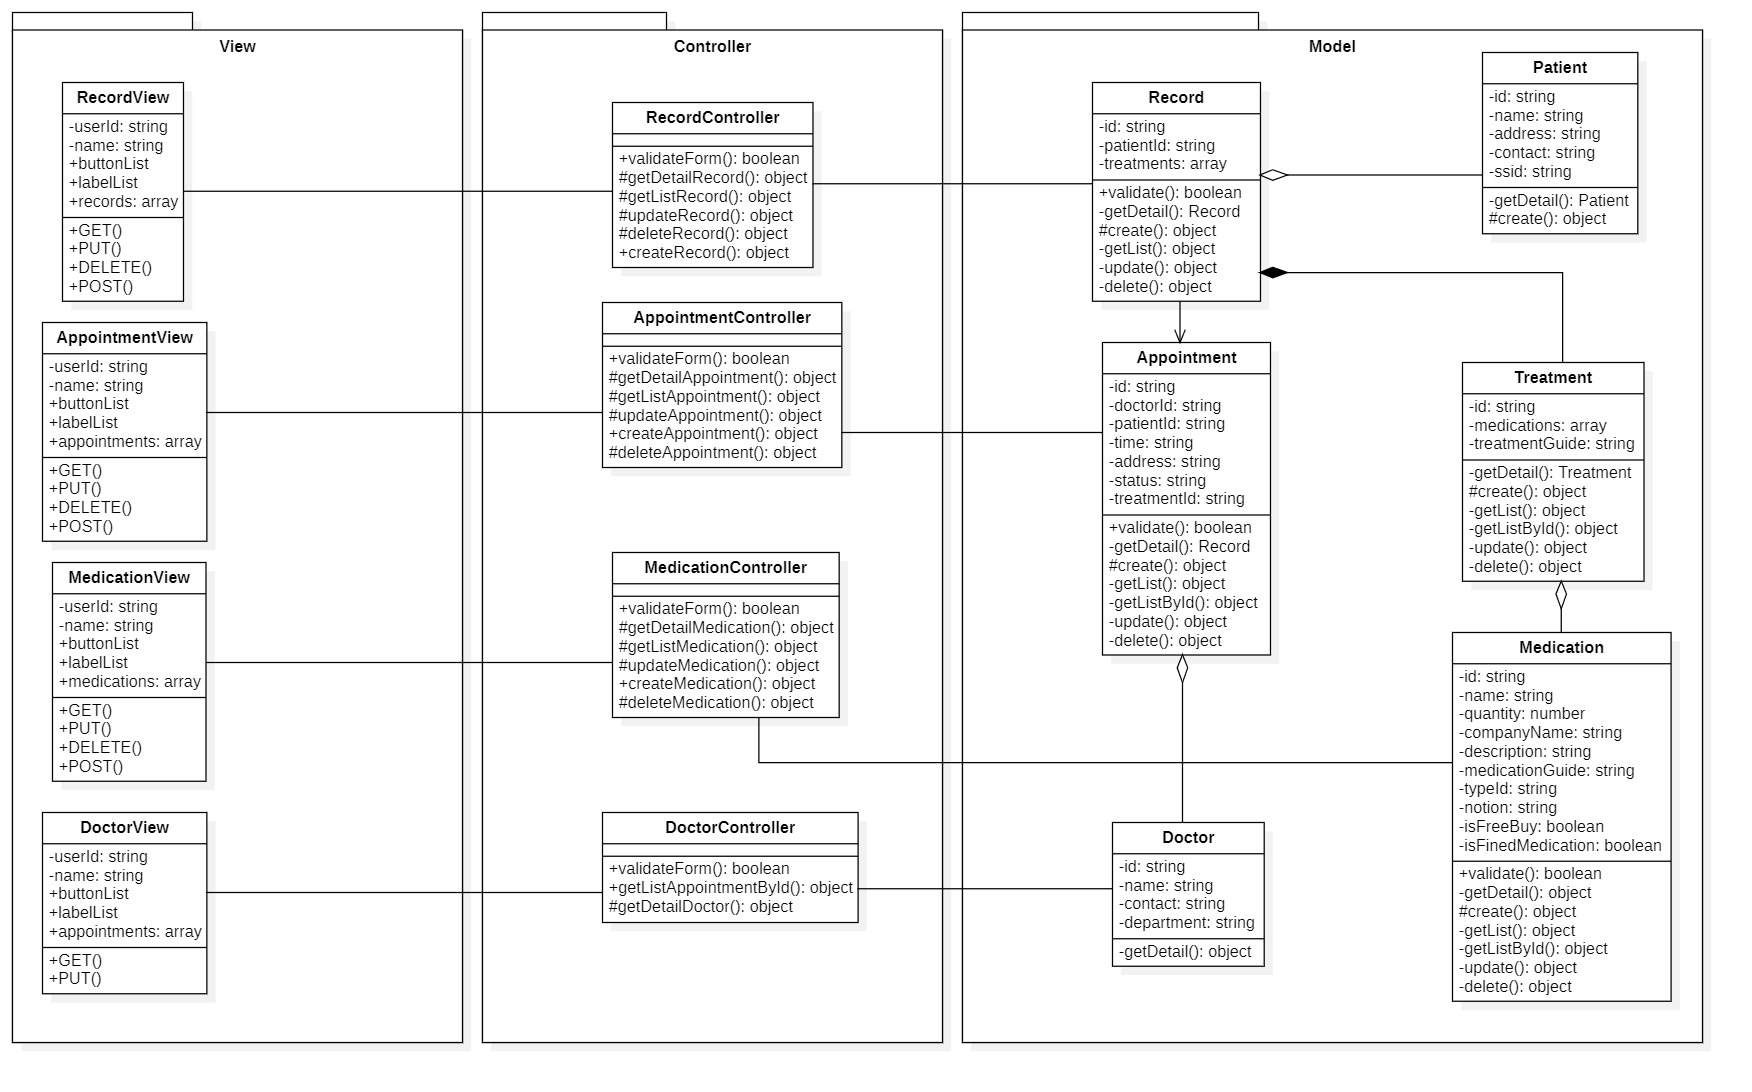 View
RecordView
-userId: string
-name: string
+buttonList
+labelList
+records: array
+GET()
+PUT()
+DELETE()
+POST()
AppointmentView
-userId: string
-name: string
+buttonList
+labelList
+appointments: array
+GET()
+PUT()
+DELETE()
+POST()
MedicationView
-userId: string
-name: string
+buttonList
+labelList
+medications: array
+GET()
+PUT()
+DELETE()
+POST()
DoctorView
-userId: string
-name: string
+buttonList
+labelList
+appointments: array
+GET()
+PUT()
Controller
RecordController
+validateForm(): boolean
#getDetailRecord(): object
#getListRecord(): object
#updateRecord(): object
#deleteRecord(): object
+createRecord(): object
AppointmentController
+validateForm(): boolean
#getDetailAppointment(): object
#getListAppointment(): object
#updateAppointment(): object
+createAppointment(): object
#deleteAppointment(): object
MedicationController
+validateForm(): boolean
#getDetailMedication(): object
#getListMedication(): object
#updateMedication(): object
+createMedication(): object
#deleteMedication(): object
DoctorController
+validateForm(): boolean
+getListAppointmentById(): object
#getDetailDoctor(): object
Model
Record
-id: string
-patientId: string
-treatments: array
+validate(): boolean
-getDetail(): Record
#create(): object
-getList(): object
-update(): object
-delete(): object
Patient
-id: string
-name: string
-address: string
-contact: string
-ssid: string
-getDetail(): Patient
#create(): object
Appointment
-id: string
-doctorId: string
-patientId: string
-time: string
-address: string
-status: string
-treatmentId: string
+validate(): boolean
-getDetail(): Record
#create(): object
-getList(): object
-getListById(): object
-update(): object
-delete(): object
Treatment
-id: string
-medications: array
-treatmentGuide: string
-getDetail(): Treatment
#create(): object
-getList(): object
-getListById(): object
-update(): object
-delete(): object
Medication
-id: string
-name: string
-quantity: number
-companyName: string
-description: string
-medicationGuide: string
-typeId: string
-notion: string
-isFreeBuy: boolean
-isFinedMedication: boolean
+validate(): boolean
-getDetail(): object
#create(): object
-getList(): object
-getListById(): object
-update(): object
-delete(): object
Doctor
-id: string
-name: string
-contact: string
-department: string
-getDetail(): object